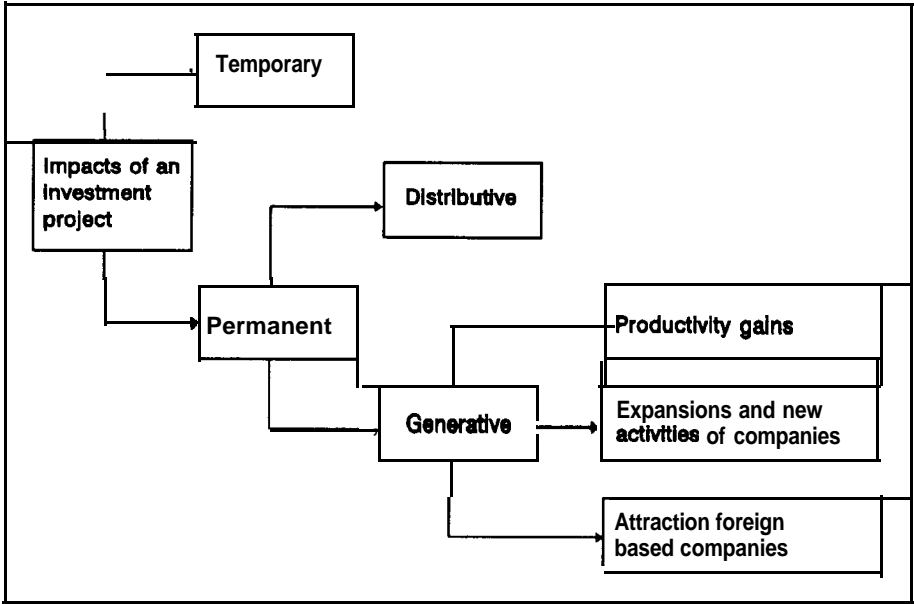 Temporary
Impacts of an
investment
project
Distributive
Permanent
Productivity gains
Generative
Expansions and new
activities of companies
Attraction foreign
based companies